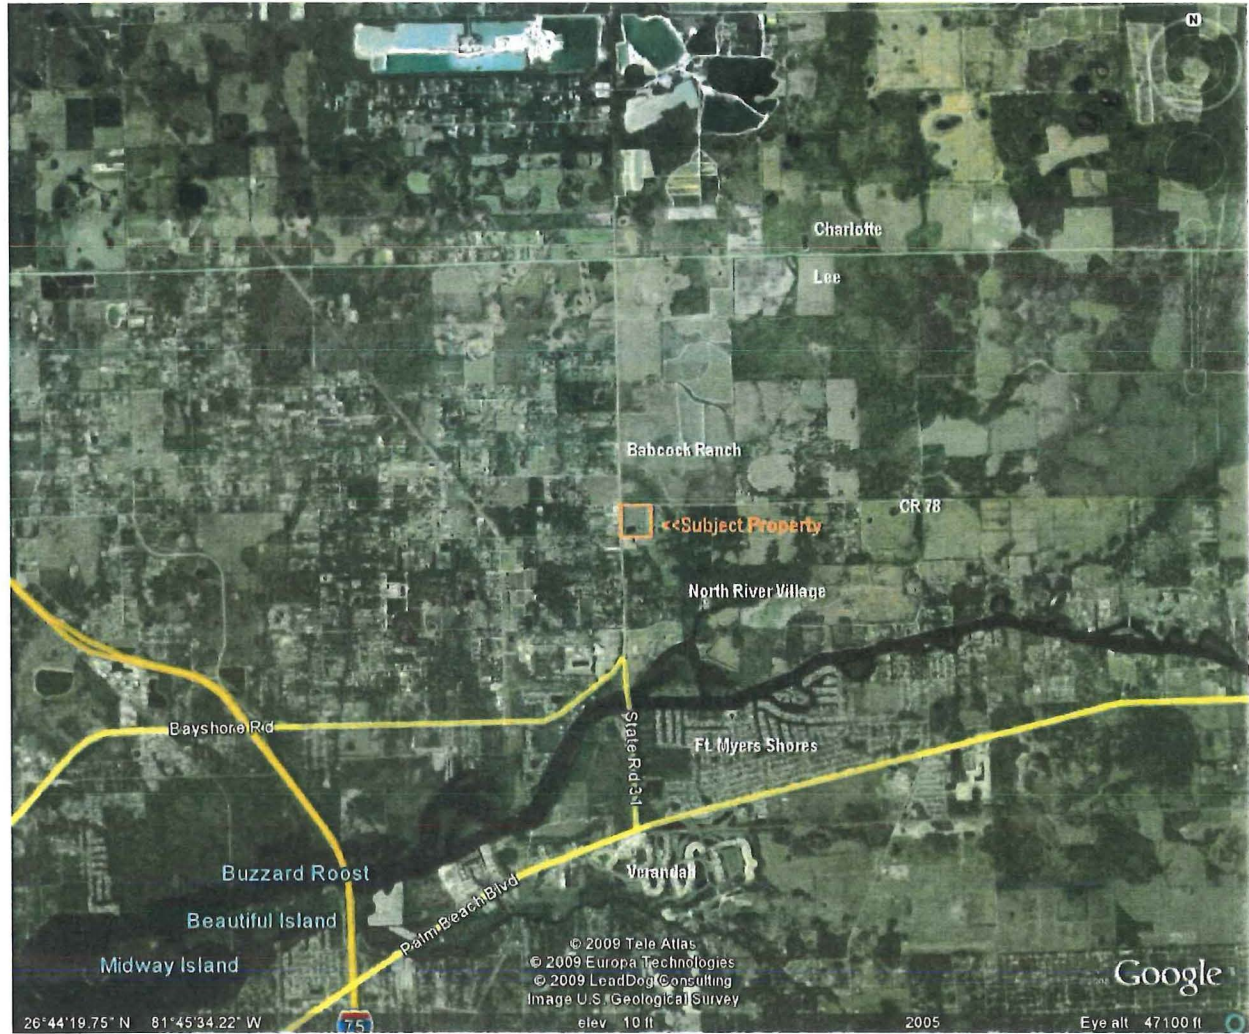 N
Charlotte
Lee
Babcock Ranch
CR 78
<<Subject Property
North River Village
Bayshore Rd
State Rd 31
Ft. Myers Shores
Buzzard Roost
Verandah
Beautiful Island
Palm Beach Blvd
Midway Island
© 2009 Tele Atlas
© 2009 Europa Technologies
© 2009 LeadDog Consulting
Image U.S. Geological Survey
Google
26°44'19.75" N 81°45'34.22" W
75
elev 10 ft
2005
Eye alt 47100 ft